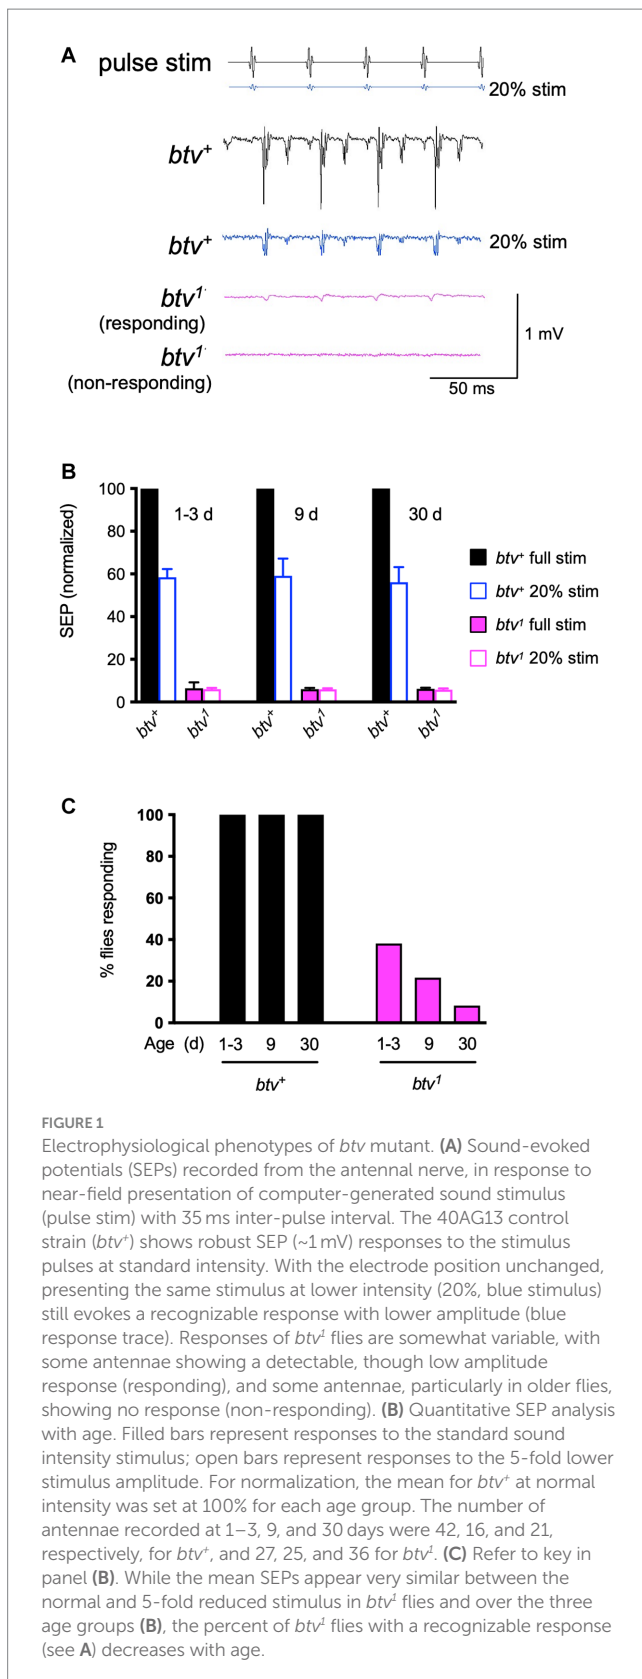 A
pulse stim
20% stim
btv+
btv+
20% stim
btv1
(responding)
btv1
(non-responding)
1 mV
50 ms
B
SEP (normalized)
100
80
60
40
20
0
1-3 d
9 d
30 d
btv+
btv1
btv+
btv1
btv+
btv1
btv+ full stim
btv+ 20% stim
btv1 full stim
btv1 20% stim
C
% flies responding
100
80
60
40
20
0
Age (d) 1-3 9 30 1-3 9 30
btv+ btv1
FIGURE 1
Electrophysiological phenotypes of btv mutant. (A) Sound-evoked
potentials (SEPs) recorded from the antennal nerve, in response to
near-field presentation of computer-generated sound stimulus
(pulse stim) with 35 ms inter-pulse interval. The 40AG13 control
strain (btv+) shows robust SEP (~1 mV) responses to the stimulus
pulses at standard intensity. With the electrode position unchanged,
presenting the same stimulus at lower intensity (20%, blue stimulus)
still evokes a recognizable response with lower amplitude (blue
response trace). Responses of btv1 flies are somewhat variable, with
some antennae showing a detectable, though low amplitude
response (responding), and some antennae, particularly in older flies,
showing no response (non-responding). (B) Quantitative SEP analysis
with age. Filled bars represent responses to the standard sound
intensity stimulus; open bars represent responses to the 5-fold lower
stimulus amplitude. For normalization, the mean for btv+ at normal
intensity was set at 100% for each age group. The number of
antennae recorded at 1–3, 9, and 30 days were 42, 16, and 21,
respectively, for btv+, and 27, 25, and 36 for btv1. (C) Refer to key in
panel (B). While the mean SEPs appear very similar between the
normal and 5-fold reduced stimulus in btv1 flies and over the three
age groups (B), the percent of btv1 flies with a recognizable response
(see A) decreases with age.